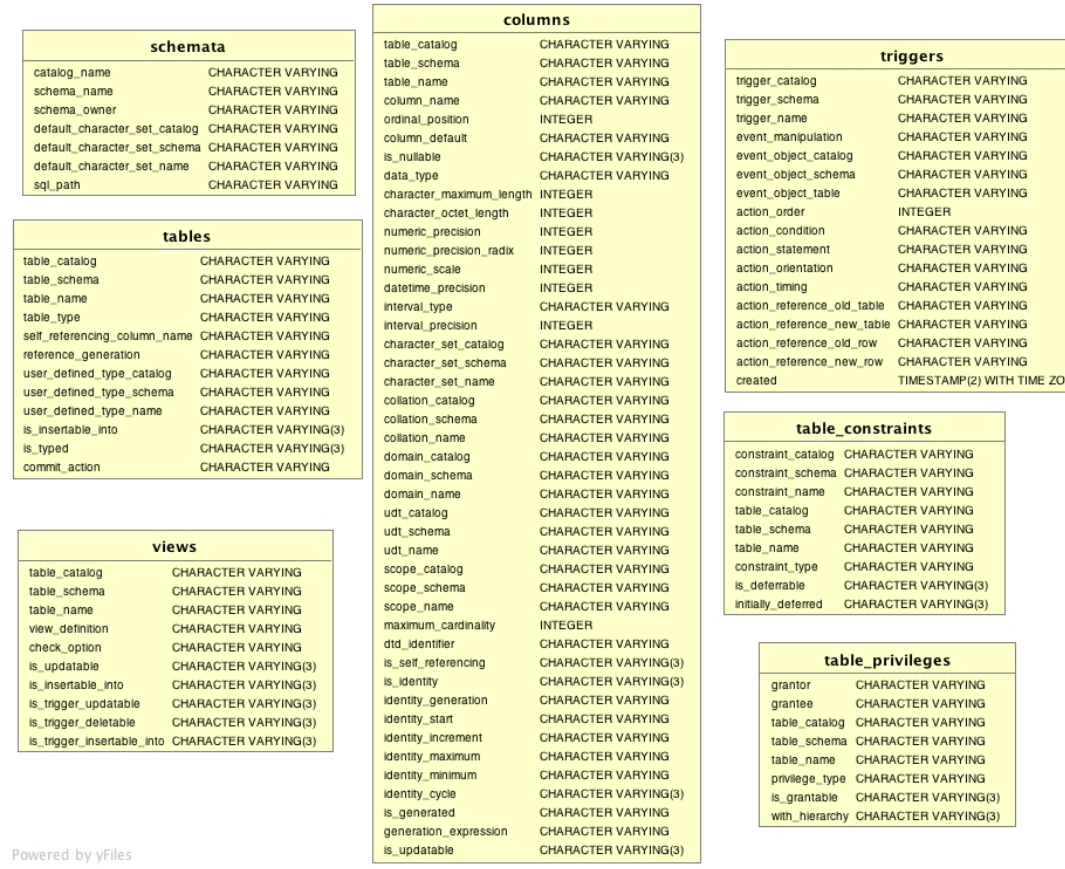 schemata
catalog_name CHARACTER VARYING
schema_name CHARACTER VARYING
schema_owner CHARACTER VARYING
default_character_set_catalog CHARACTER VARYING
default_character_set_schema CHARACTER VARYING
default_character_set_name CHARACTER VARYING
sql_path CHARACTER VARYING
tables
table_catalog CHARACTER VARYING
table_schema CHARACTER VARYING
table_name CHARACTER VARYING
table_type CHARACTER VARYING
self_referencing_column_name CHARACTER VARYING
reference_generation CHARACTER VARYING
user_defined_type_catalog CHARACTER VARYING
user_defined_type_schema CHARACTER VARYING
user_defined_type_name CHARACTER VARYING
is_insertable_into CHARACTER VARYING(3)
is_typed CHARACTER VARYING(3)
commit_action CHARACTER VARYING
views
table_catalog CHARACTER VARYING
table_schema CHARACTER VARYING
table_name CHARACTER VARYING
view_definition CHARACTER VARYING
check_option CHARACTER VARYING
is_updatable CHARACTER VARYING(3)
is_insertable_into CHARACTER VARYING(3)
is_trigger_updatable CHARACTER VARYING(3)
is_trigger_deletable CHARACTER VARYING(3)
is_trigger_insertable_into CHARACTER VARYING(3)
columns
table_catalog CHARACTER VARYING
table_schema CHARACTER VARYING
table_name CHARACTER VARYING
column_name CHARACTER VARYING
ordinal_position INTEGER
column_default CHARACTER VARYING
is_nullable CHARACTER VARYING(3)
data_type CHARACTER VARYING
character_maximum_length INTEGER
character_octet_length INTEGER
numeric_precision INTEGER
numeric_precision_radix INTEGER
numeric_scale INTEGER
datetime_precision INTEGER
interval_type CHARACTER VARYING
interval_precision INTEGER
character_set_catalog CHARACTER VARYING
character_set_schema CHARACTER VARYING
character_set_name CHARACTER VARYING
collation_catalog CHARACTER VARYING
collation_schema CHARACTER VARYING
collation_name CHARACTER VARYING
domain_catalog CHARACTER VARYING
domain_schema CHARACTER VARYING
domain_name CHARACTER VARYING
udt_catalog CHARACTER VARYING
udt_schema CHARACTER VARYING
udt_name CHARACTER VARYING
scope_catalog CHARACTER VARYING
scope_schema CHARACTER VARYING
scope_name CHARACTER VARYING
maximum_cardinality INTEGER
dtd_identifier CHARACTER VARYING
is_self_referencing CHARACTER VARYING(3)
is_identity CHARACTER VARYING(3)
identity_generation CHARACTER VARYING
identity_start CHARACTER VARYING
identity_increment CHARACTER VARYING
identity_maximum CHARACTER VARYING
identity_minimum CHARACTER VARYING
identity_cycle CHARACTER VARYING(3)
is_generated CHARACTER VARYING
generation_expression CHARACTER VARYING
is_updatable CHARACTER VARYING(3)
triggers
trigger_catalog CHARACTER VARYING
trigger_schema CHARACTER VARYING
trigger_name CHARACTER VARYING
event_manipulation CHARACTER VARYING
event_object_catalog CHARACTER VARYING
event_object_schema CHARACTER VARYING
event_object_table CHARACTER VARYING
action_order INTEGER
action_condition CHARACTER VARYING
action_statement CHARACTER VARYING
action_orientation CHARACTER VARYING
action_timing CHARACTER VARYING
action_reference_old_table CHARACTER VARYING
action_reference_new_table CHARACTER VARYING
action_reference_old_row CHARACTER VARYING
action_reference_new_row CHARACTER VARYING
created TIMESTAMP(2) WITH TIME ZO
table_constraints
constraint_catalog CHARACTER VARYING
constraint_schema CHARACTER VARYING
constraint_name CHARACTER VARYING
table_catalog CHARACTER VARYING
table_schema CHARACTER VARYING
table_name CHARACTER VARYING
constraint_type CHARACTER VARYING
is_deferrable CHARACTER VARYING(3)
initially_deferred CHARACTER VARYING(3)
table_privileges
grantor CHARACTER VARYING
grantee CHARACTER VARYING
table_catalog CHARACTER VARYING
table_schema CHARACTER VARYING
table_name CHARACTER VARYING
privilege_type CHARACTER VARYING
is_grantable CHARACTER VARYING(3)
with_hierarchy CHARACTER VARYING(3)
Powered by yFiles